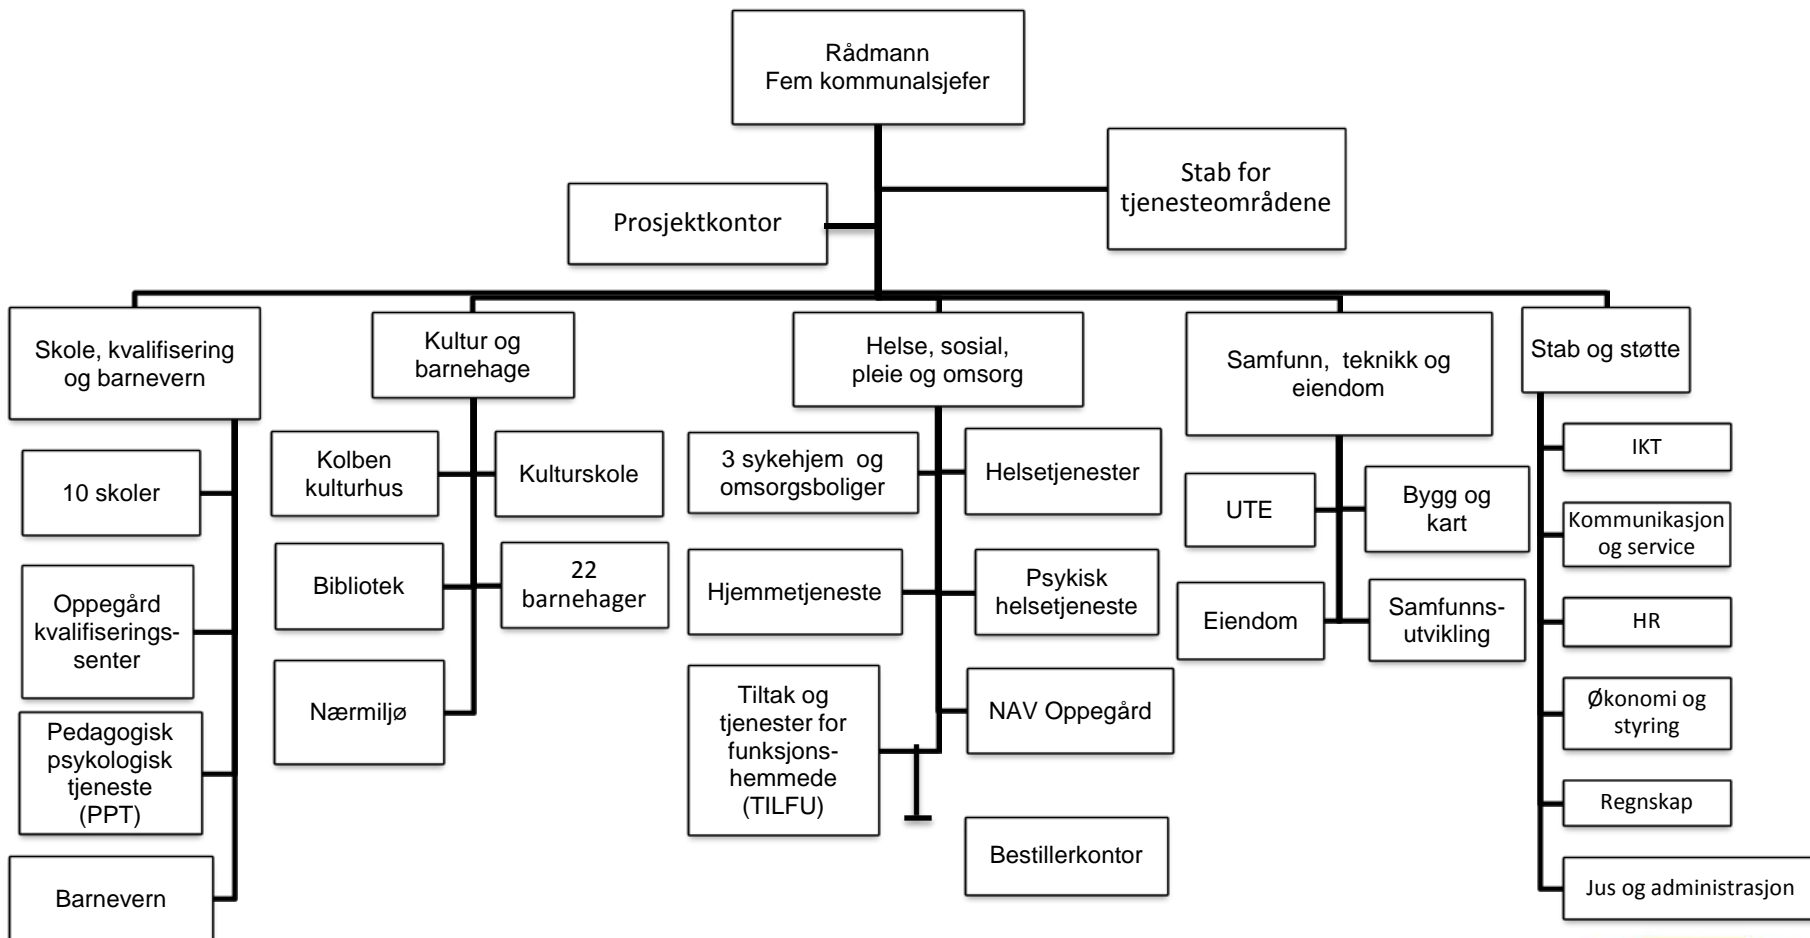 Rådmann
Fem kommunalsjefer
Stab for
tjenesteområdene
Prosjektkontor
Skole, kvalifisering
og barnevern
10 skoler
Oppegård
kvalifiserings-
senter
Pedagogisk
psykologisk
tjeneste
(PPT)
Barnevern
Kultur og
barnehage
Kolben
kulturhus
Kulturskole
Bibliotek
22
barnehager
Nærmiljø
Helse, sosial,
pleie og omsorg
3 sykehjem og
omsorgsboliger
Helsetjenester
Hjemmetjeneste
Psykisk
helsetjeneste
Tiltak og
tjenester for
funksjons-
hemmede
(TILFU)
NAV Oppegård
Bestillerkontor
Samfunn, teknikk og
eiendom
UTE
Bygg og
kart
Eiendom
Samfunns-
utvikling
Stab og støtte
IKT
Kommunikasjon
og service
HR
Økonomi og
styring
Regnskap
Jus og administrasjon